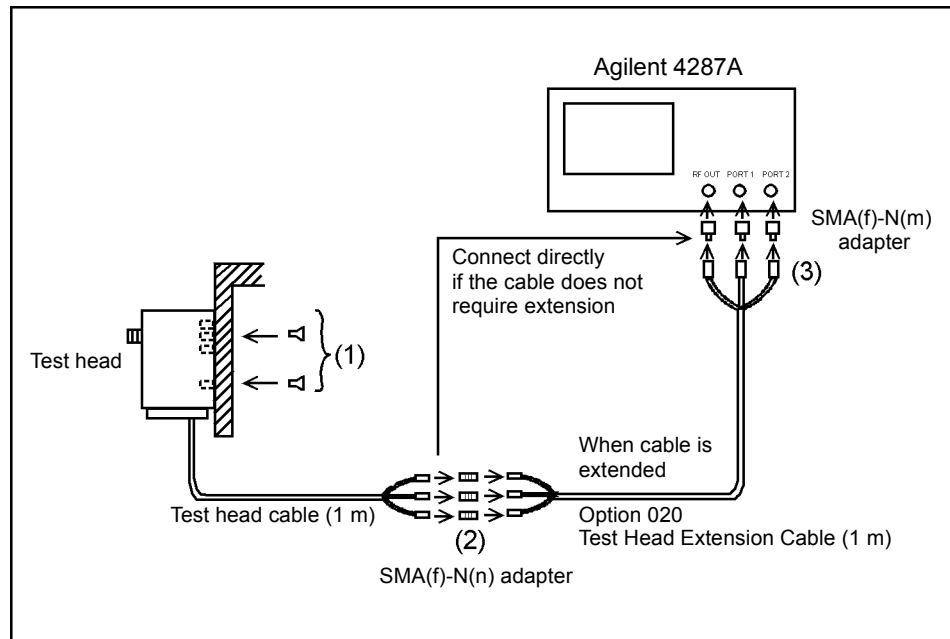 Agilent 4287A
RF OUT PORT 1 PORT 2
SMA(f)-N(m)
adapter
(3)
Connect directly
if the cable does not
require extension
Test head
(1)
When cable is
extended
Test head cable (1 m)
(2)
Option 020
Test Head Extension Cable (1 m)
SMA(f)-N(n) adapter